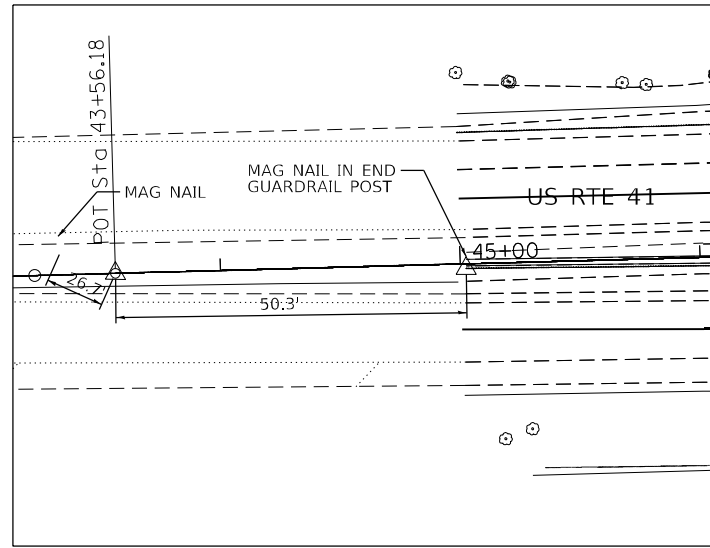 POT Sta 43+56.18
MAG NAIL
MAG NAIL IN END
GUARDRAIL POST
US RTE 41
45+00
26.7'
50.3'